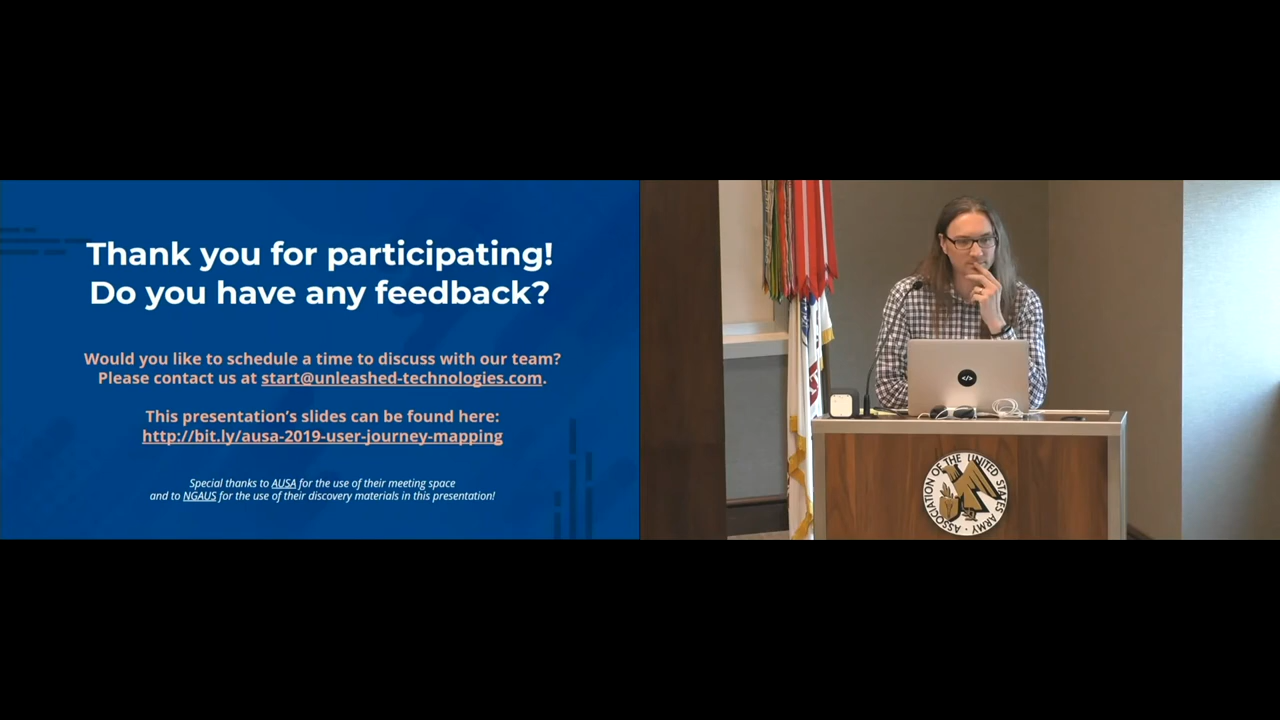 Thank you for participating!
Do you have any feedback?
Would you like to schedule a time to discuss with our team?
Please contact us at start@unleashed-technologies.com.
This presentation's slides can be found here:
http://bit.ly/ausa-2019-user-journey-mapping
Special thanks to AUSA for the use of their meeting space
and to NGAUS for the use of their discovery materials in this presentation!
</>
ASSOCIATION OF THE UNITED STATES ARMY